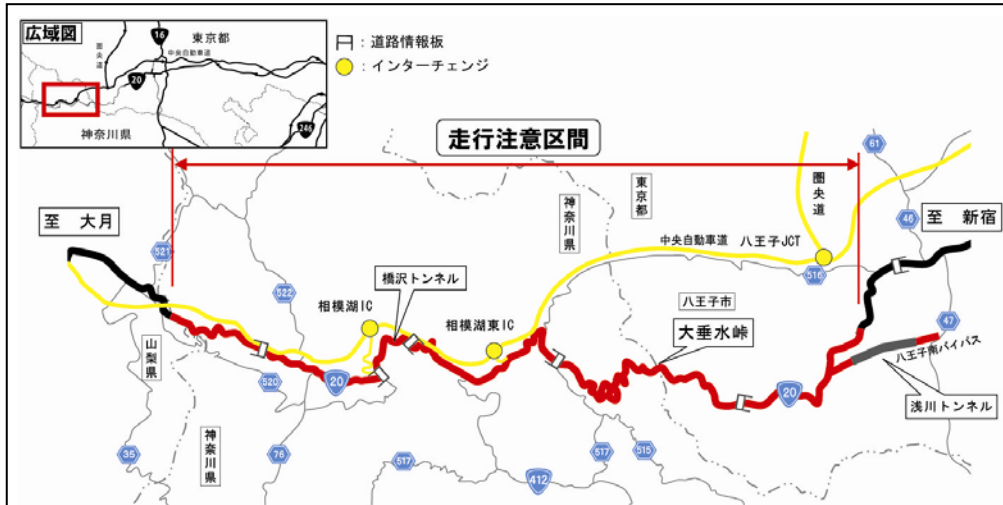 広域図
16
東京都
圏央道
中央自動車道
20
神奈川県
246
：道路情報板
：インターチェンジ
走行注意区間
61
圏央道
東京都
神奈川県
46
至 大月
至 新宿
521
中央自動車道
八王子JCT
516
橋沢トンネル
522
相模湖IC
相模湖東IC
八王子市
大垂水峠
47
八王子南バイパス
山梨県
520
20
20
浅川トンネル
神奈川県
35
76
517
412
517
515